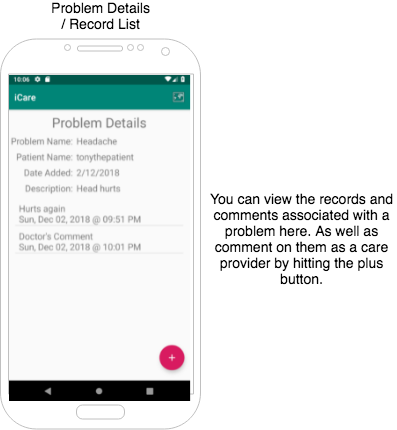 Problem Details
/ Record List
10:06
iCare
Problem Details
Problem Name: Headache
Patient Name: tonythepatient
Date Added: 2/12/2018
Description: Head hurts
Hurts again
Sun, Dec 02, 2018 @ 09:51 PM
Doctor's Comment
Sun, Dec 02, 2018 @ 10:01 PM
+
You can view the records and
comments associated with a
problem here. As well as
comment on them as a care
provider by hitting the plus
button.